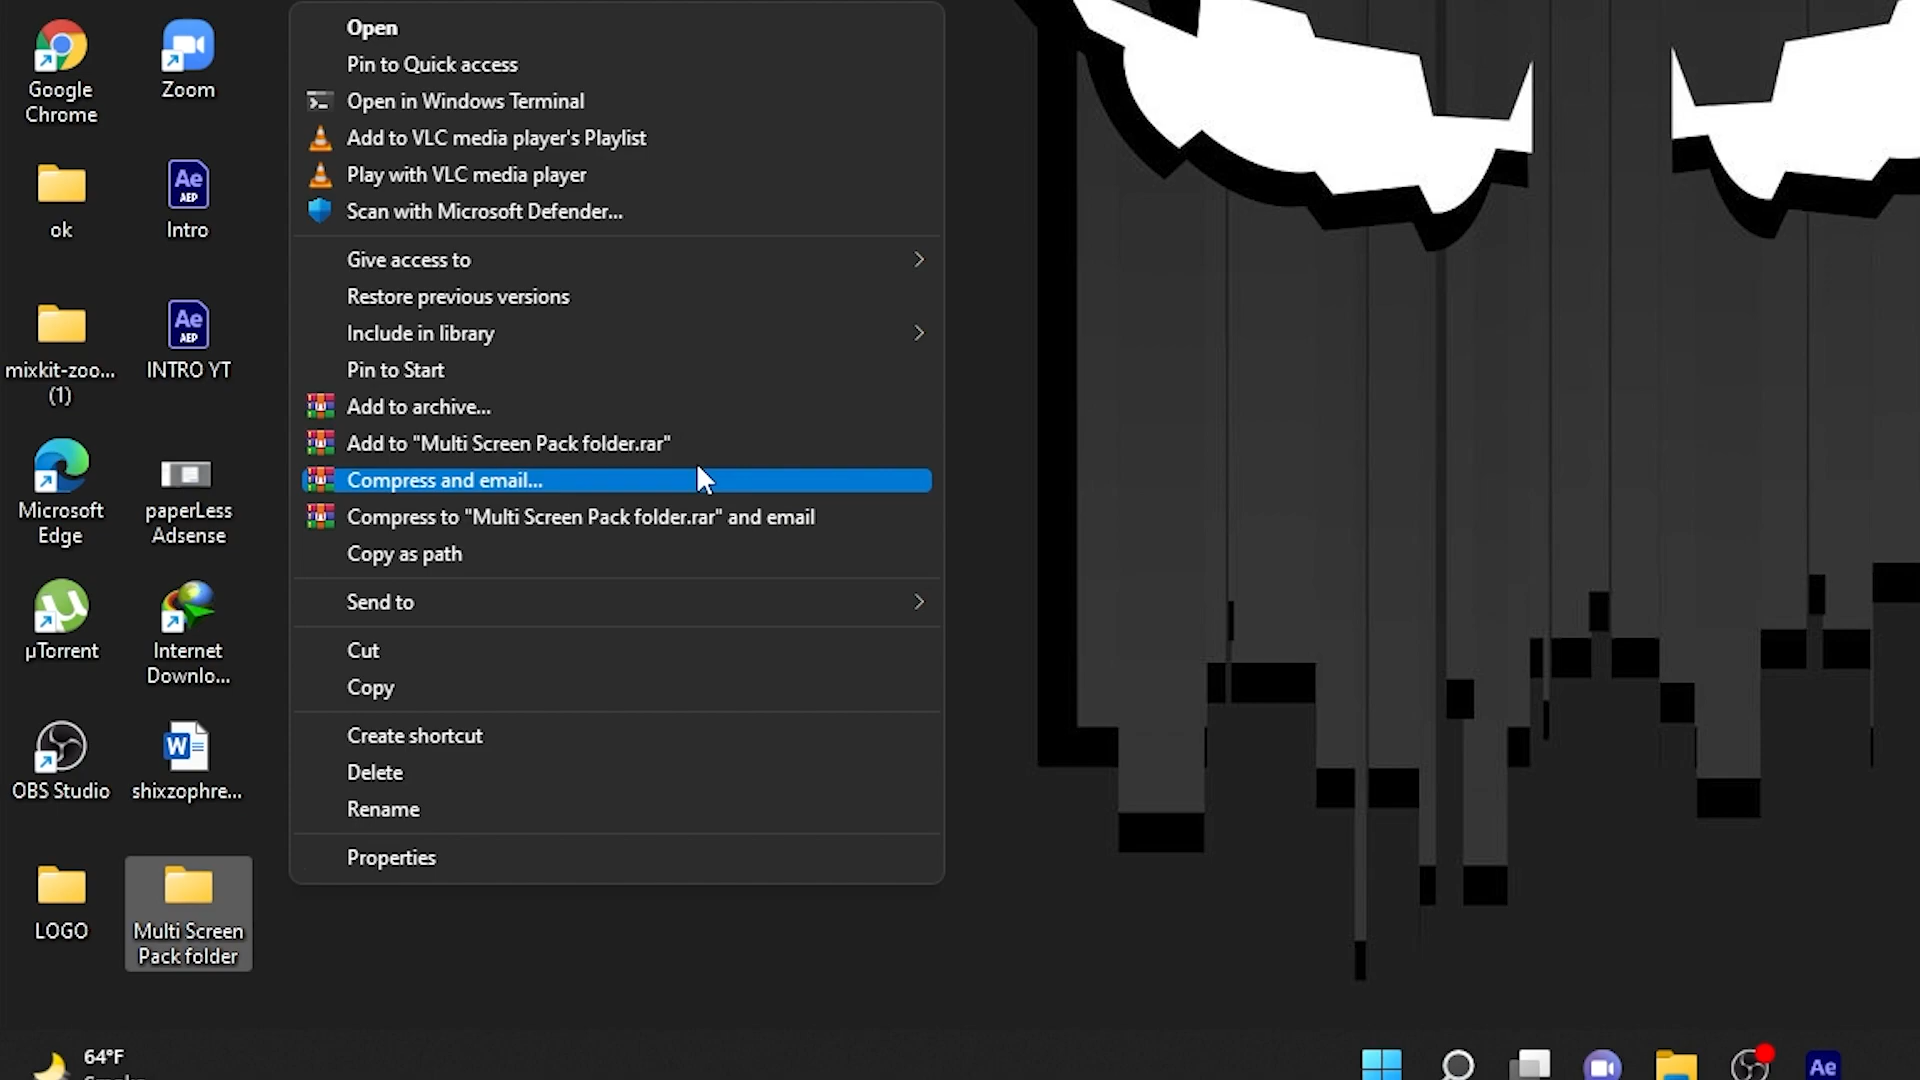 Google
Chrome
Zoom
ok
Ae
AEP
Intro
mixkit-zoo...
(1)
Ae
AEP
INTRO YT
Microsoft
Edge
paperLess
Adsense
µTorrent
Internet
Downlo...
OBS Studio
W
shixzophre...
LOGO
Multi Screen
Pack folder
Open
Pin to Quick access
Open in Windows Terminal
Add to VLC media player's Playlist
Play with VLC media player
Scan with Microsoft Defender...
Give access to
Restore previous versions
Include in library
Pin to Start
Add to archive...
Add to "Multi Screen Pack folder.rar"
Compress and email...
Compress to "Multi Screen Pack folder.rar" and email
Copy as path
Send to
Cut
Copy
Create shortcut
Delete
Rename
Properties
64°F
Ae